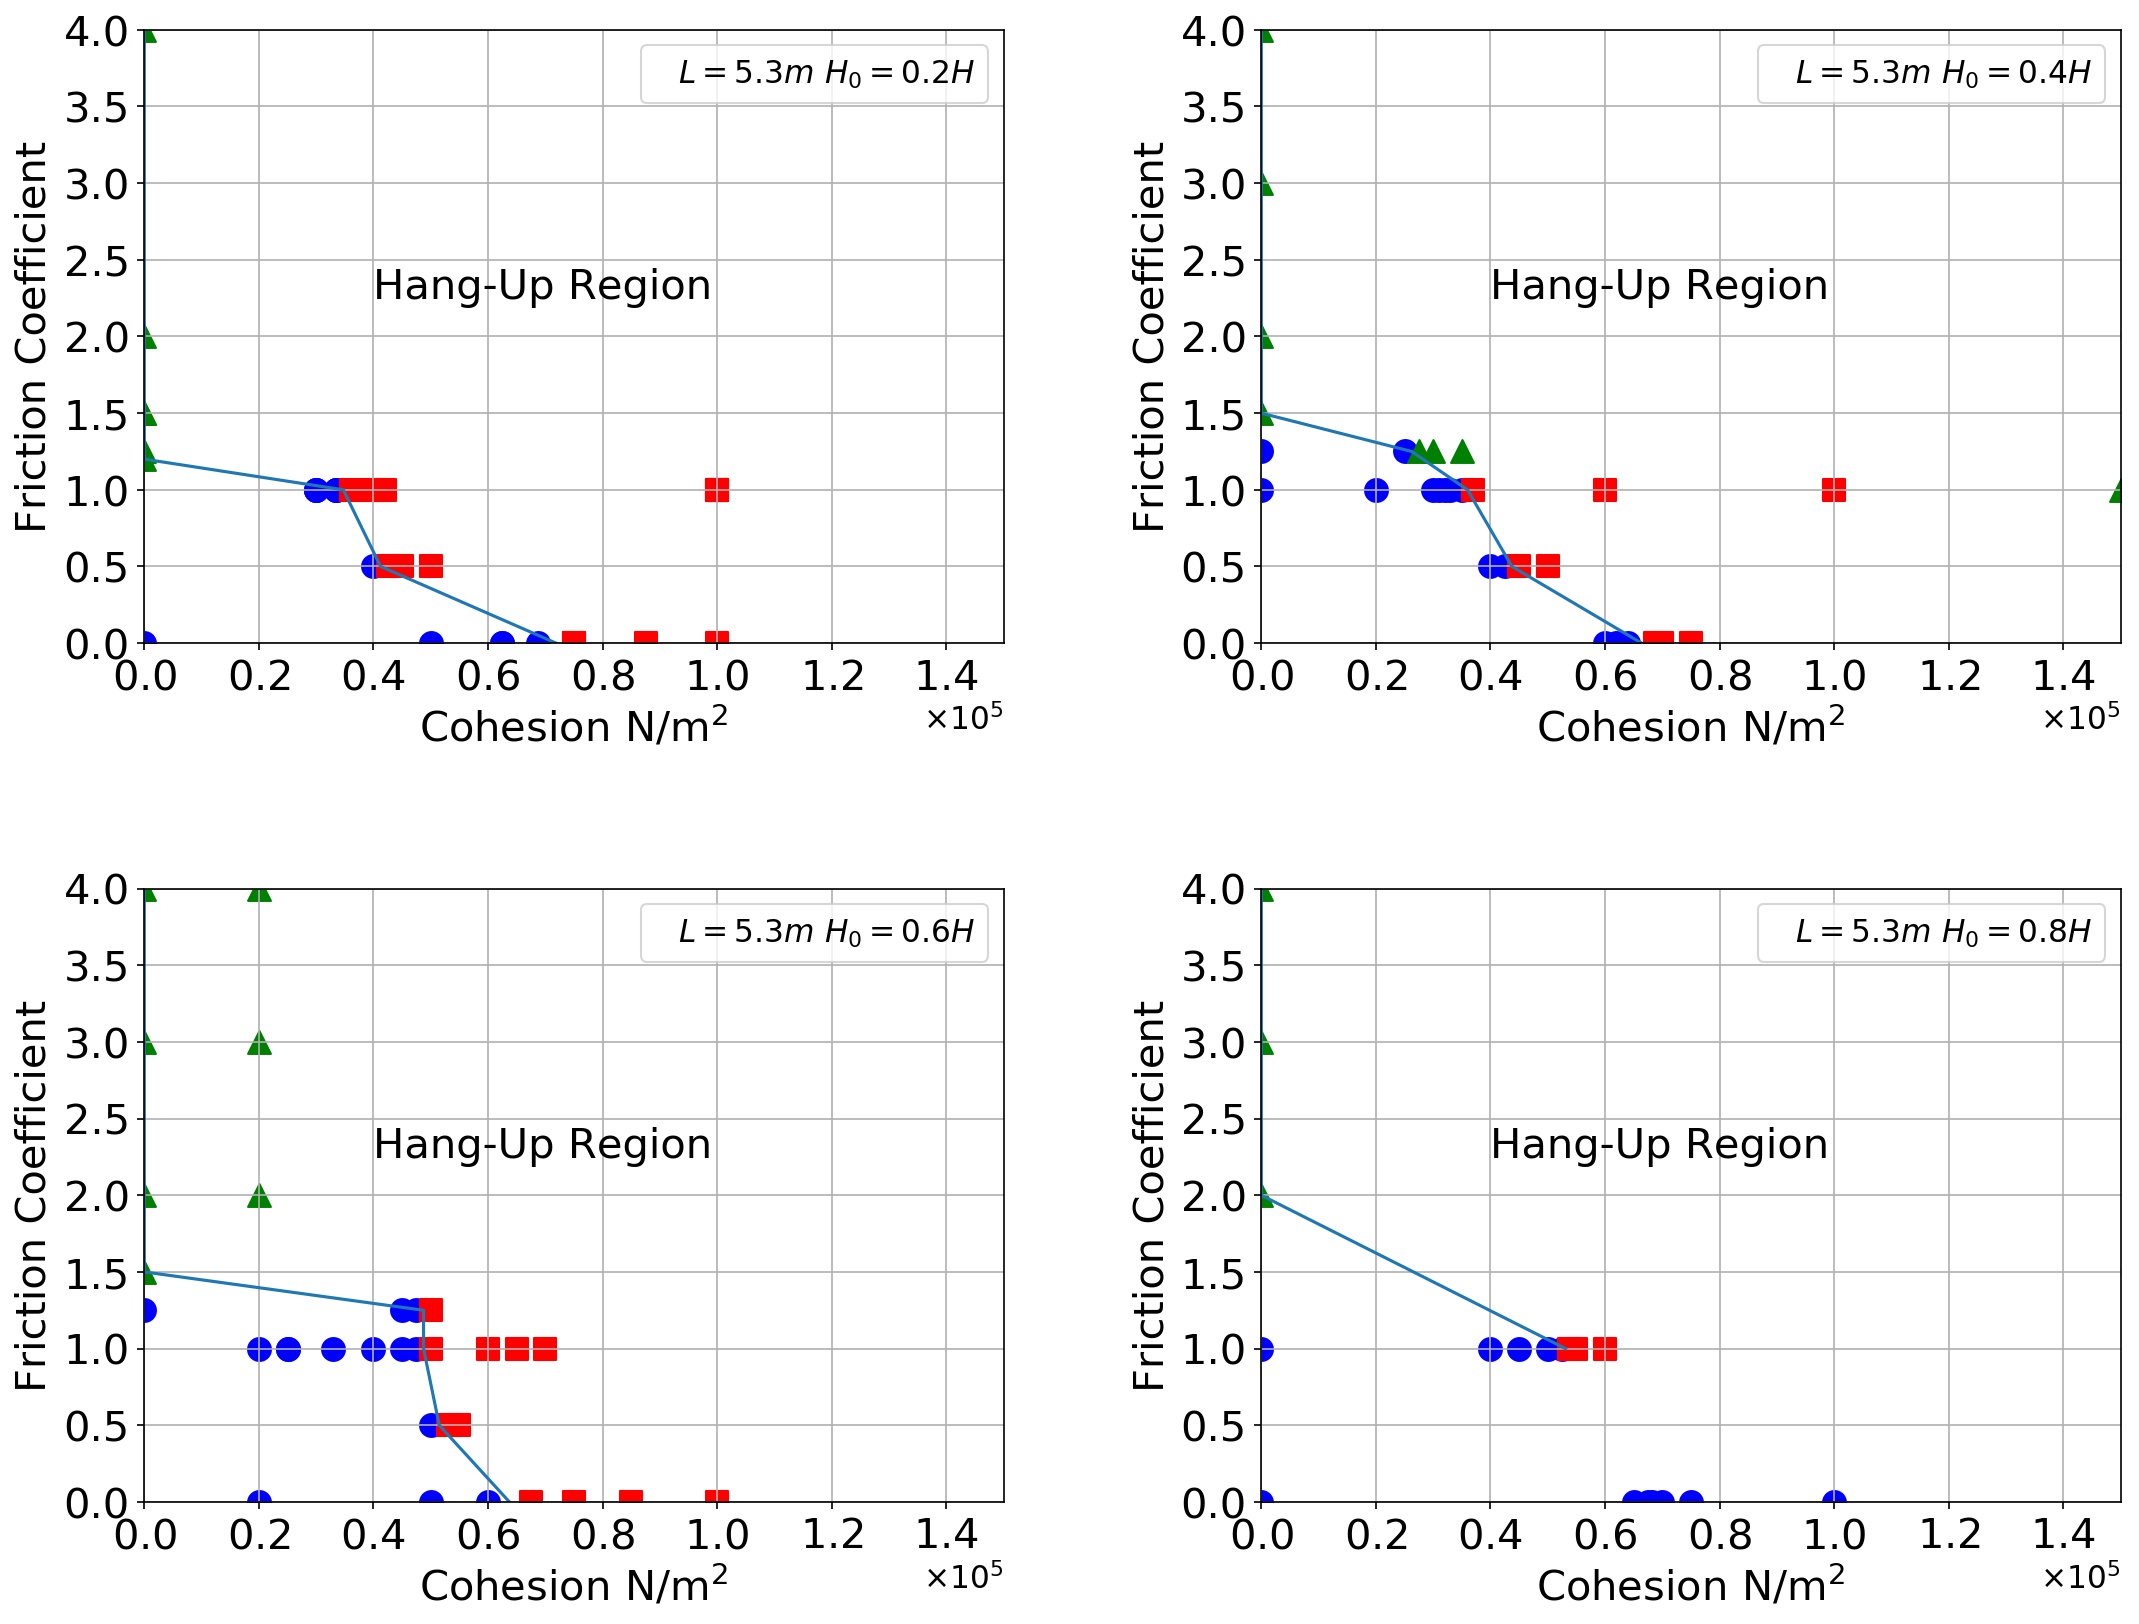 4.0
3.5
3.0
2.5
2.0
1.5
1.0
0.5
0.0
Friction Coefficient
L = 5.3m H₀ = 0.2H
Hang-Up Region
0.0 0.2 0.4 0.6 0.8 1.0 1.2 1.4
×10⁵
Cohesion N/m²
4.0
3.5
3.0
2.5
2.0
1.5
1.0
0.5
0.0
Friction Coefficient
L = 5.3m H₀ = 0.4H
Hang-Up Region
0.0 0.2 0.4 0.6 0.8 1.0 1.2 1.4
×10⁵
Cohesion N/m²
4.0
3.5
3.0
2.5
2.0
1.5
1.0
0.5
0.0
Friction Coefficient
L = 5.3m H₀ = 0.6H
Hang-Up Region
0.0 0.2 0.4 0.6 0.8 1.0 1.2 1.4
×10⁵
Cohesion N/m²
4.0
3.5
3.0
2.5
2.0
1.5
1.0
0.5
0.0
Friction Coefficient
L = 5.3m H₀ = 0.8H
Hang-Up Region
0.0 0.2 0.4 0.6 0.8 1.0 1.2 1.4
×10⁵
Cohesion N/m²